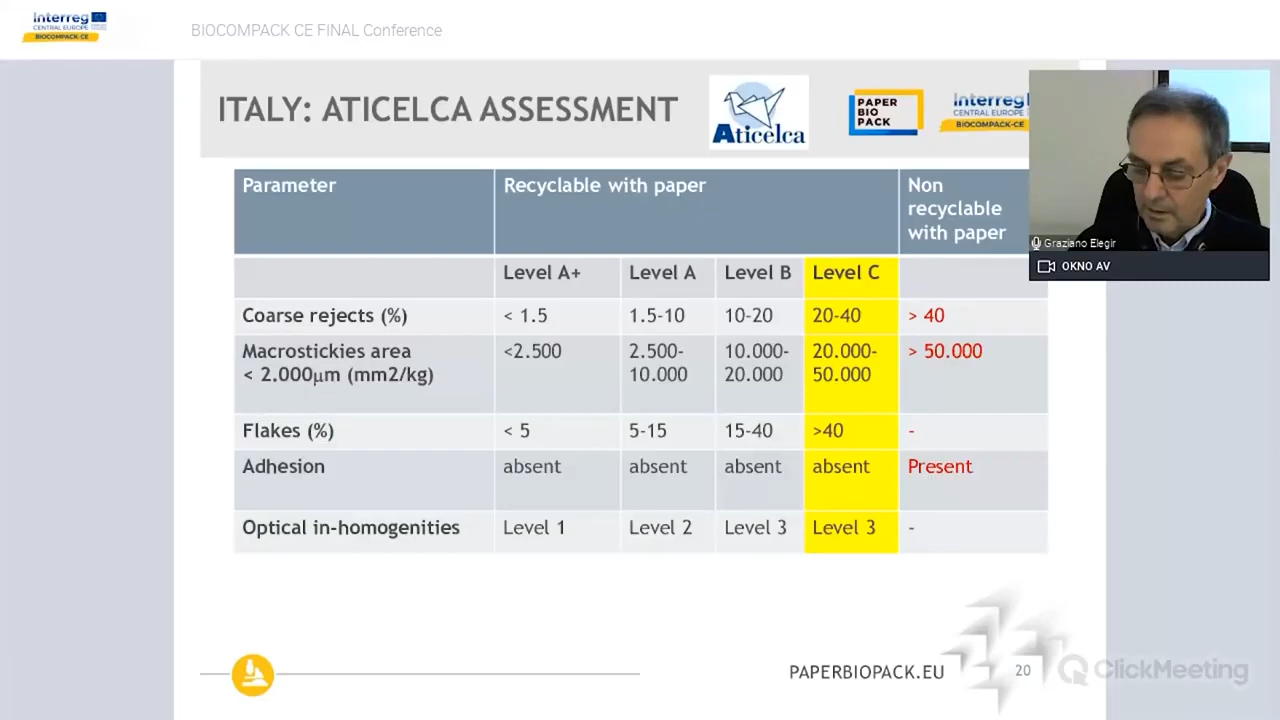 Interreg
CENTRAL EUROPE
BIOCOMPACK-CE
BIOCOMPACK CE FINAL Conference
ITALY: ATICELCA ASSESSMENT
Aticelca
PAPER
BIO
PACK
Interreg
CENTRAL EUROPE
BIOCOMPACK-CE
Parameter Recyclable with paper Non
recyclable
with paper
Level A+ Level A Level B Level C
Coarse rejects (%) < 1.5 1.5-10 10-20 20-40 > 40
Macrostickies area <2.500 2.500- 10.000- 20.000- > 50.000
< 2.000μm (mm2/kg) 10.000 20.000 50.000
Flakes (%) < 5 5-15 15-40 >40 -
Adhesion absent absent absent absent Present
Optical in-homogenities Level 1 Level 2 Level 3 Level 3 -
Graziano Elegir
OKNO AV
PAPERBIOPACK.EU 20
ClickMeeting